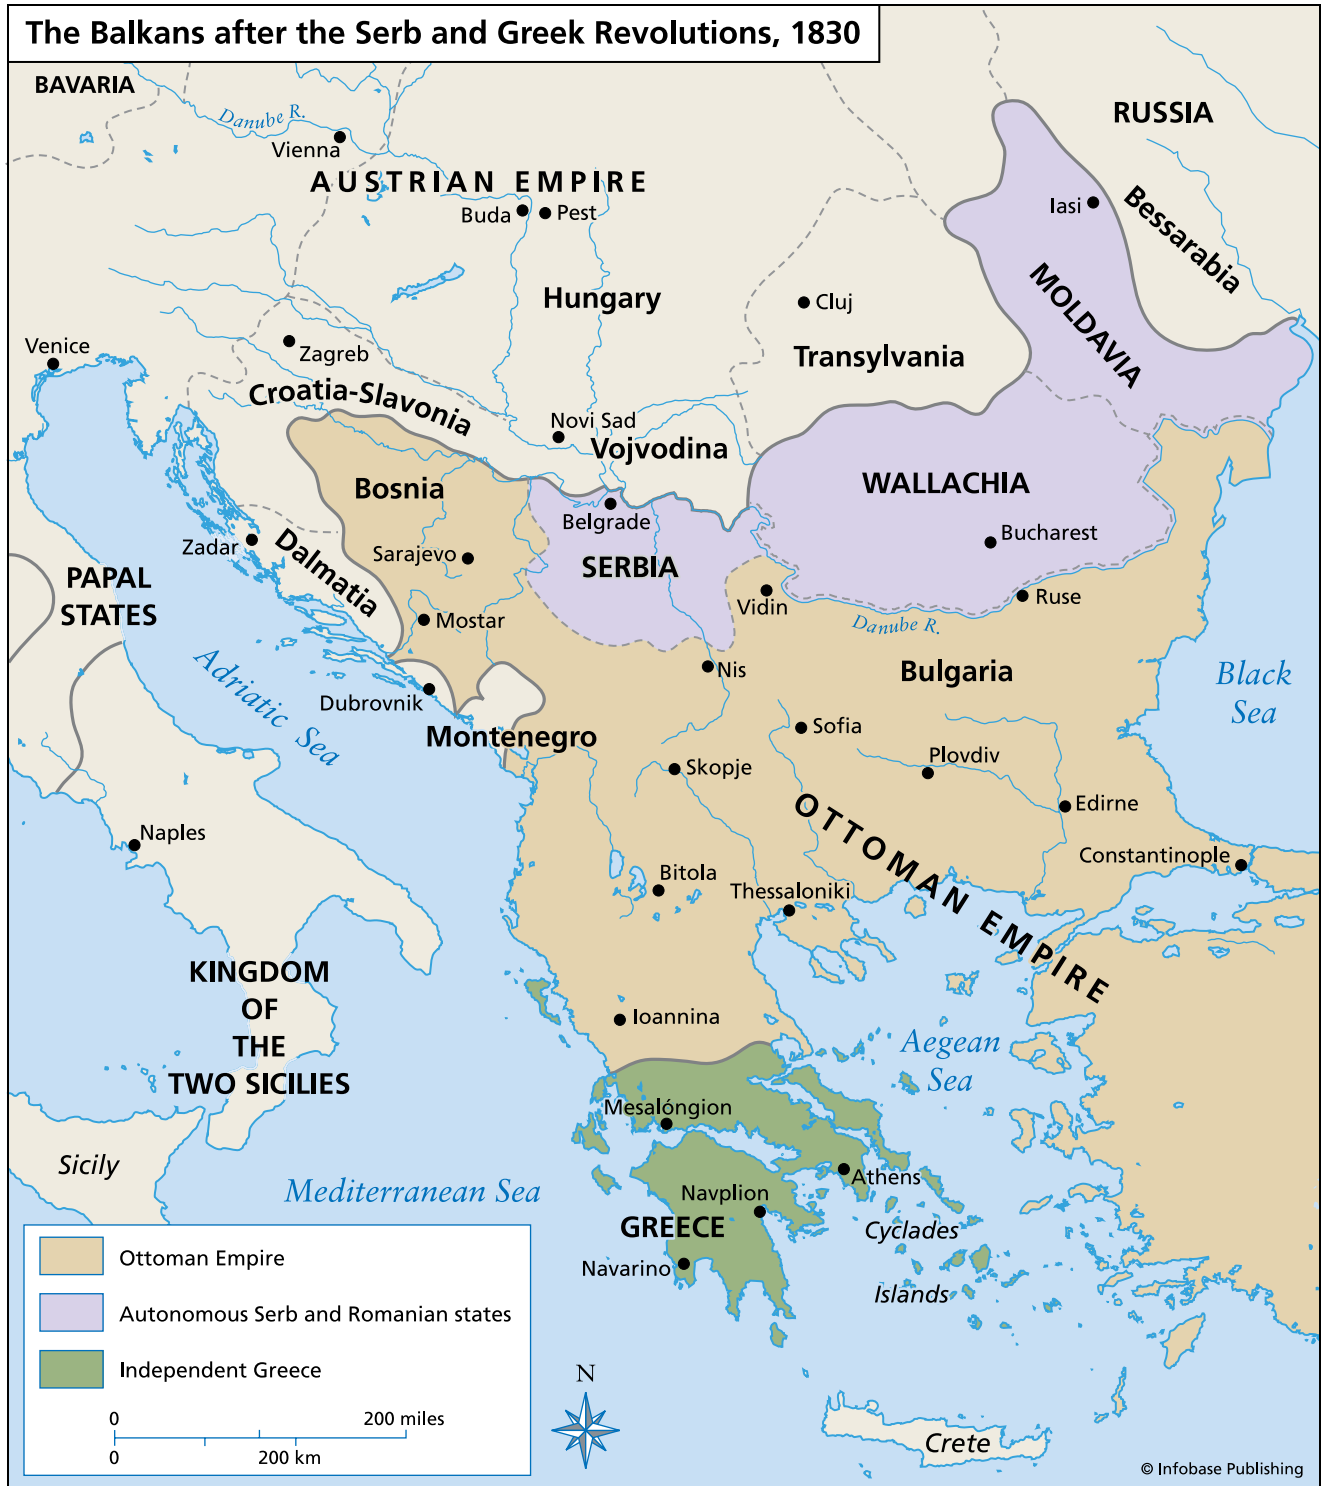 The Balkans after the Serb and Greek Revolutions, 1830
BAVARIA
Danube R.
Vienna
RUSSIA
AUSTRIAN EMPIRE
Buda
Pest
Iasi
Bessarabia
MOLDAVIA
Hungary
Cluj
Transylvania
Venice
Zagreb
Croatia-Slavonia
Novi Sad
Vojvodina
Bosnia
WALLACHIA
Belgrade
Bucharest
Zadar
Dalmatia
Sarajevo
SERBIA
PAPAL
STATES
Vidin
Ruse
Mostar
Danube R.
Adriatic Sea
Nis
Bulgaria
Black
Sea
Dubrovnik
Montenegro
Sofia
Skopje
Plovdiv
OTTOMAN EMPIRE
Edirne
Naples
Constantinople
Bitola
Thessaloniki
KINGDOM
OF
THE
TWO SICILIES
Ioannina
Aegean
Sea
Mesalóngion
Sicily
Athens
Mediterranean Sea
Navplion
GREECE
Cyclades
Islands
Navarino
Ottoman Empire
Autonomous Serb and Romanian states
Independent Greece
0
200 miles
0
200 km
N
Crete
© Infobase Publishing